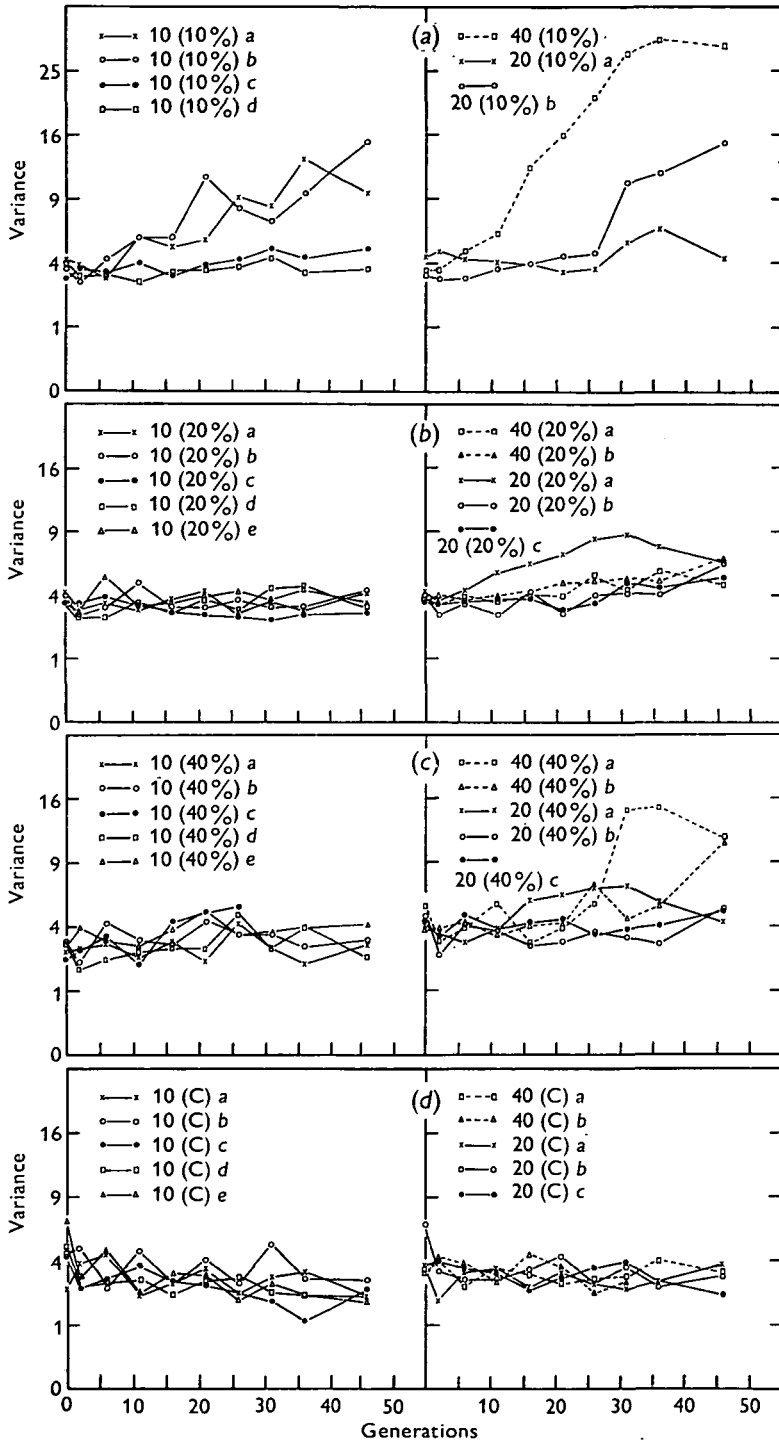 (a)
10 (10%) a
10 (10%) b
10 (10%) c
10 (10%) d
40 (10%)
20 (10%) a
20 (10%) b
25
16
9
4
1
0
Variance
(b)
10 (20%) a
10 (20%) b
10 (20%) c
10 (20%) d
10 (20%) e
40 (20%) a
40 (20%) b
20 (20%) a
20 (20%) b
20 (20%) c
16
9
4
1
0
Variance
(c)
10 (40%) a
10 (40%) b
10 (40%) c
10 (40%) d
10 (40%) e
40 (40%) a
40 (40%) b
20 (40%) a
20 (40%) b
20 (40%) c
16
9
4
1
0
Variance
(d)
10 (C) a
10 (C) b
10 (C) c
10 (C) d
10 (C) e
40 (C) a
40 (C) b
20 (C) a
20 (C) b
20 (C) c
16
9
4
1
0
Variance
0 10 20 30 40 50 10 20 30 40 50
Generations